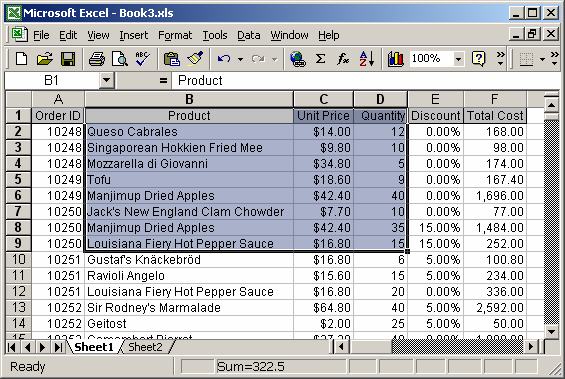 Microsoft Excel - Book3.xls
File Edit View Insert Format Tools Data Window Help
Σ fx 100%
B1 = Product
A B C D E F
1 Order ID Product Unit Price Quantity Discount Total Cost
2 10248 Queso Cabrales $14.00 12 0.00% 168.00
3 10248 Singaporean Hokkien Fried Mee $9.80 10 0.00% 98.00
4 10248 Mozzarella di Giovanni $34.80 5 0.00% 174.00
5 10249 Tofu $18.60 9 0.00% 167.40
6 10249 Manjimup Dried Apples $42.40 40 0.00% 1,696.00
7 10250 Jack's New England Clam Chowder $7.70 10 0.00% 77.00
8 10250 Manjimup Dried Apples $42.40 35 15.00% 1,484.00
9 10250 Louisiana Fiery Hot Pepper Sauce $16.80 15 15.00% 252.00
10 10251 Gustaf's Knäckebröd $16.80 6 5.00% 100.80
11 10251 Ravioli Angelo $15.60 15 5.00% 234.00
12 10251 Louisiana Fiery Hot Pepper Sauce $16.80 20 0.00% 336.00
13 10252 Sir Rodney's Marmalade $64.80 40 5.00% 2,592.00
14 10252 Geitost $2.00 25 5.00% 50.00
Sheet1 Sheet2
Ready Sum=322.5